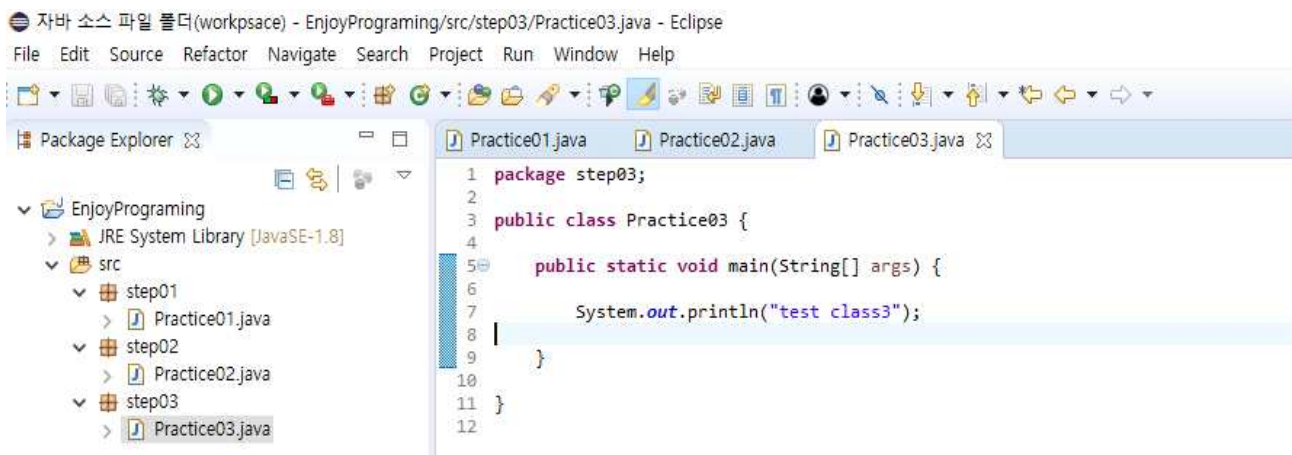 자바 소스 파일 폴더(workpsace) - EnjoyPrograming/src/step03/Practice03.java - Eclipse
File Edit Source Refactor Navigate Search Project Run Window Help
Package Explorer
EnjoyPrograming
JRE System Library [JavaSE-1.8]
src
step01
Practice01.java
step02
Practice02.java
step03
Practice03.java
Practice01.java Practice02.java Practice03.java
1 package step03;
2
3 public class Practice03 {
4
5 public static void main(String[] args) {
6
7 System.out.println("test class3");
8
9 }
10
11 }
12